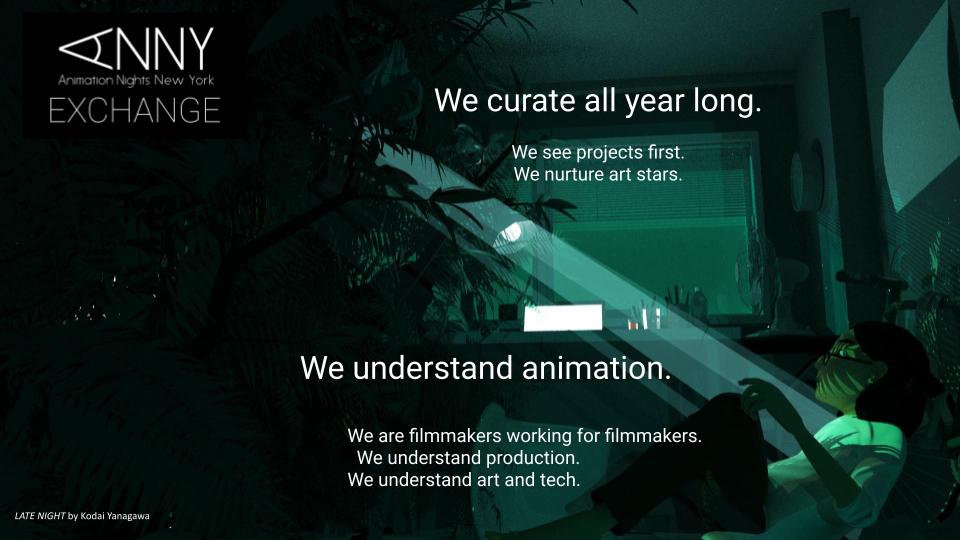 ANNY
Animation Nights New York
EXCHANGE
We curate all year long.
We see projects first.
We nurture art stars.
We understand animation.
We are filmmakers working for filmmakers.
We understand production.
We understand art and tech.
LATE NIGHT by Kodai Yanagawa